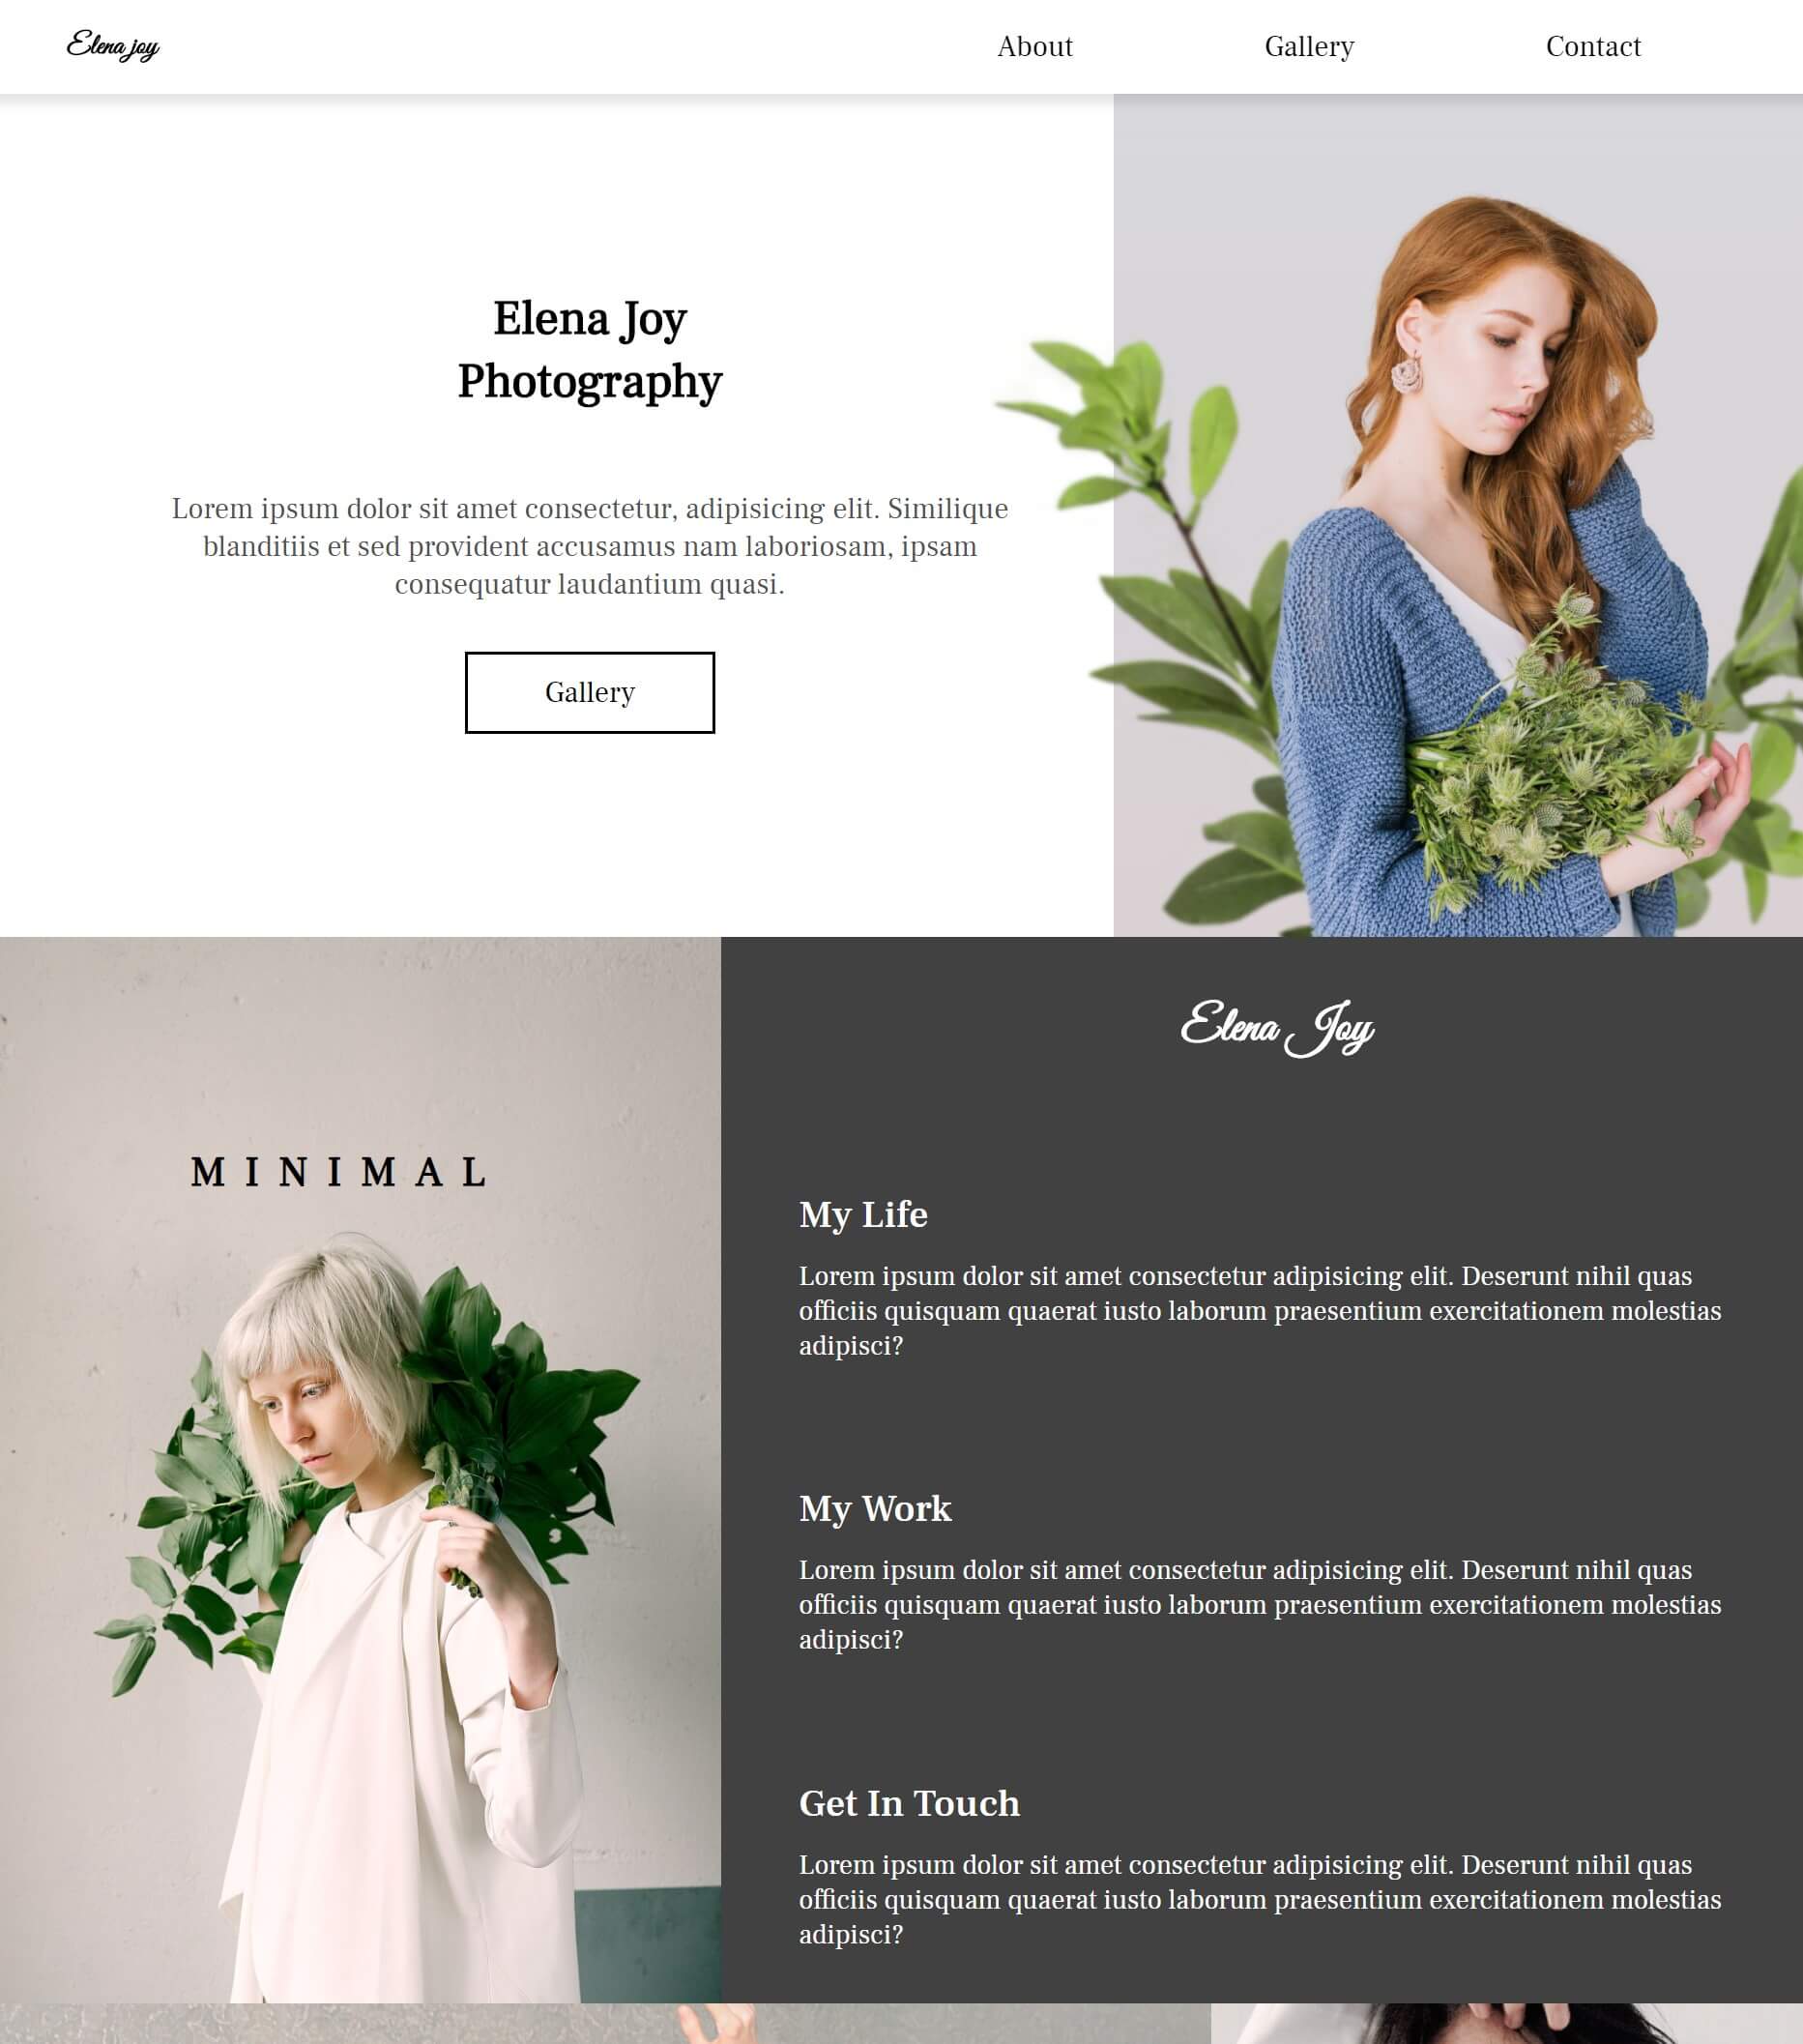 Elena joy
About
Gallery
Contact
Elena Joy
Photography
Lorem ipsum dolor sit amet consectetur, adipisicing elit. Similique
blanditiis et sed provident accusamus nam laboriosam, ipsam
consequatur laudantium quasi.
Gallery
MINIMAL
Elena Joy
My Life
Lorem ipsum dolor sit amet consectetur adipisicing elit. Deserunt nihil quas
officiis quisquam quaerat iusto laborum praesentium exercitationem molestias
adipisci?
My Work
Lorem ipsum dolor sit amet consectetur adipisicing elit. Deserunt nihil quas
officiis quisquam quaerat iusto laborum praesentium exercitationem molestias
adipisci?
Get In Touch
Lorem ipsum dolor sit amet consectetur adipisicing elit. Deserunt nihil quas
officiis quisquam quaerat iusto laborum praesentium exercitationem molestias
adipisci?